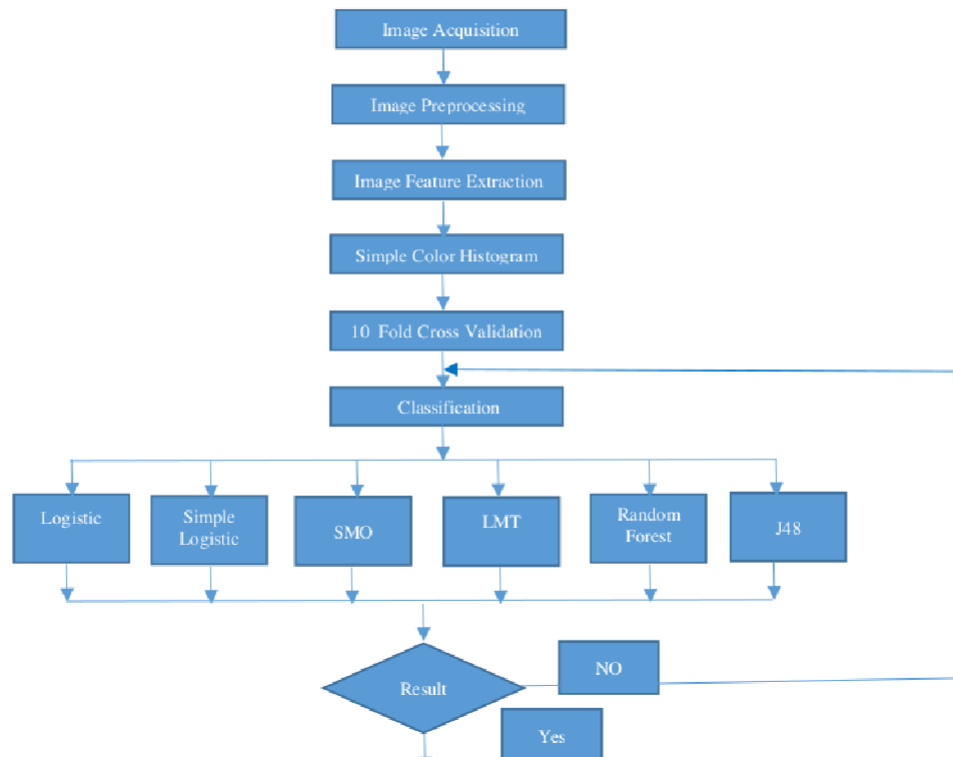 Image Acquisition
Image Preprocessing
Image Feature Extraction
Simple Color Histogram
10 Fold Cross Validation
Classification
Logistic
Simple
Logistic
SMO
LMT
Random
Forest
J48
Result
NO
Yes